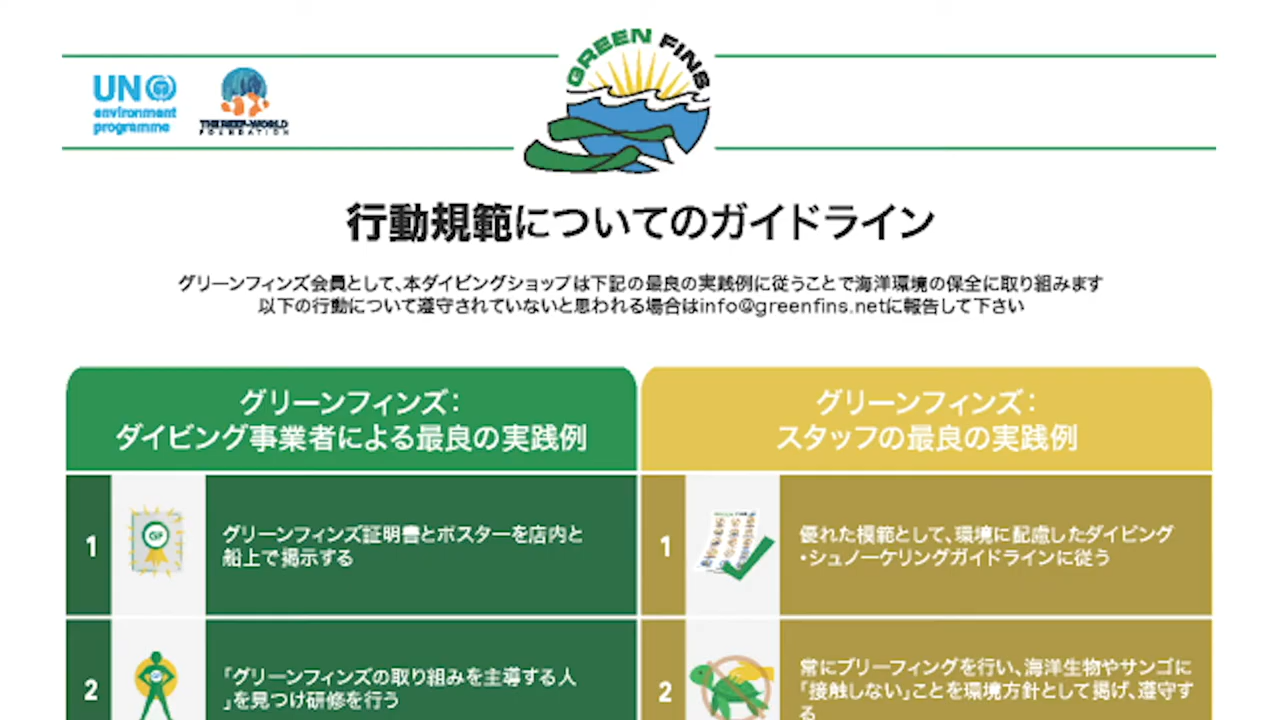 GREEN FINS
UN
environment
programme
THE REEF-WORLD
FOUNDATION
行動規範についてのガイドライン
グリーンフィンズ会員として、本ダイビングショップは下記の最良の実践例に従うことで海洋環境の保全に取り組みます
以下の行動について遵守されていないと思われる場合はinfo@greenfins.netに報告して下さい
グリーンフィンズ：
ダイビング事業者による最良の実践例
1
グリーンフィンズ証明書とポスターを店内と
船上で掲示する
2
「グリーンフィンズの取り組みを主導する人
」を見つけ研修を行う
グリーンフィンズ：
スタッフの最良の実践例
1
優れた模範として、環境に配慮したダイビング
・シュノーケリングガイドラインに従う
2
常にブリーフィングを行い、海洋生物やサンゴに
「接触しない」ことを環境方針として掲げ、遵守す
る